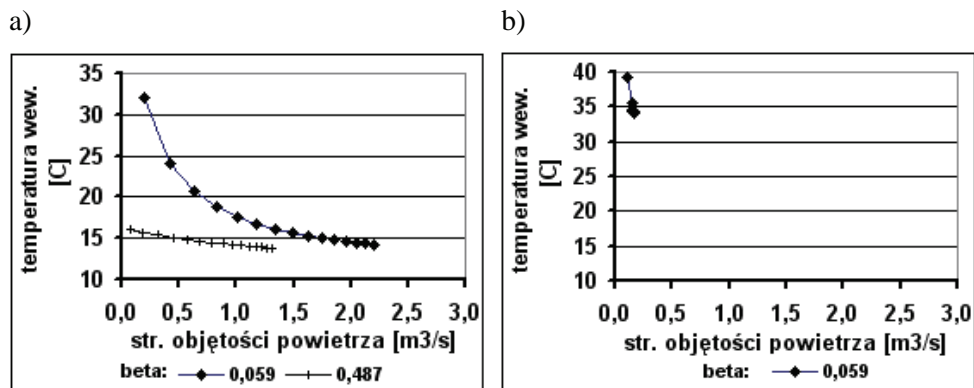 a)
b)
temperatura wew.
[C]
35
30
25
20
15
10
0,0 0,5 1,0 1,5 2,0 2,5 3,0
str. objętości powietrza [m3/s]
beta: 0,059 0,487
temperatura wew.
[C]
40
35
30
25
20
15
10
0,0 0,5 1,0 1,5 2,0 2,5 3,0
str. objętości powietrza [m3/s]
beta: 0,059